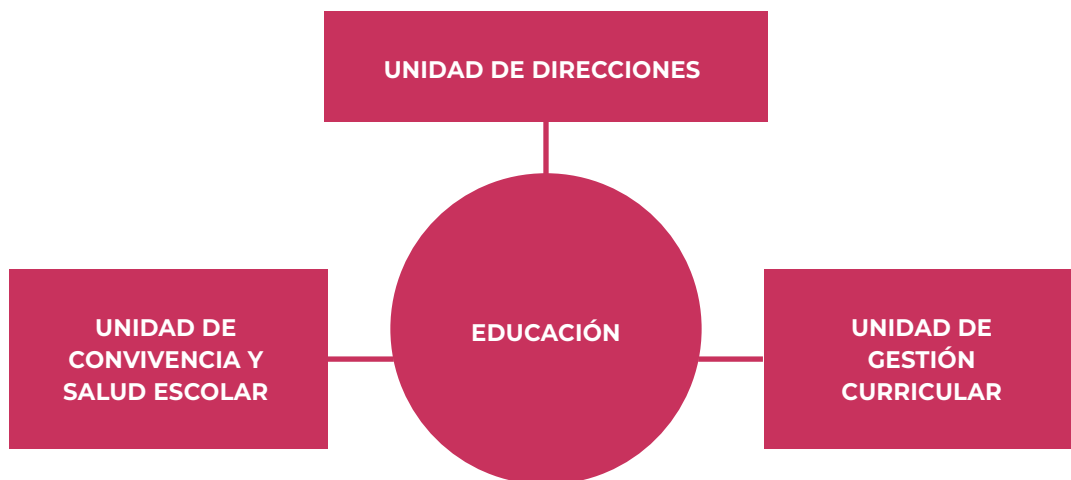 UNIDAD DE DIRECCIONES
EDUCACIÓN
UNIDAD DE
CONVIVENCIA Y
SALUD ESCOLAR
UNIDAD DE
GESTIÓN
CURRICULAR